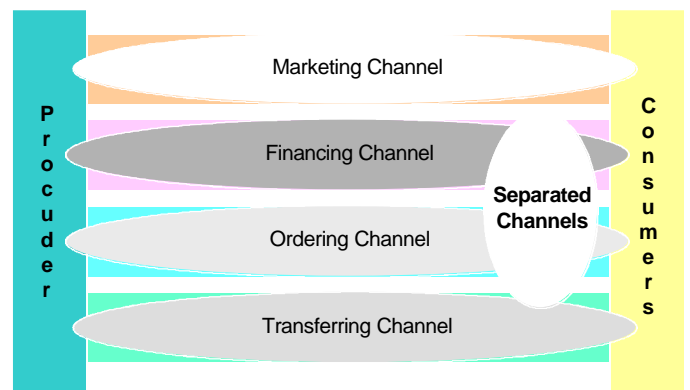 Procuder
Marketing Channel
Financing Channel
Ordering Channel
Transferring Channel
Separated
Channels
Consumers